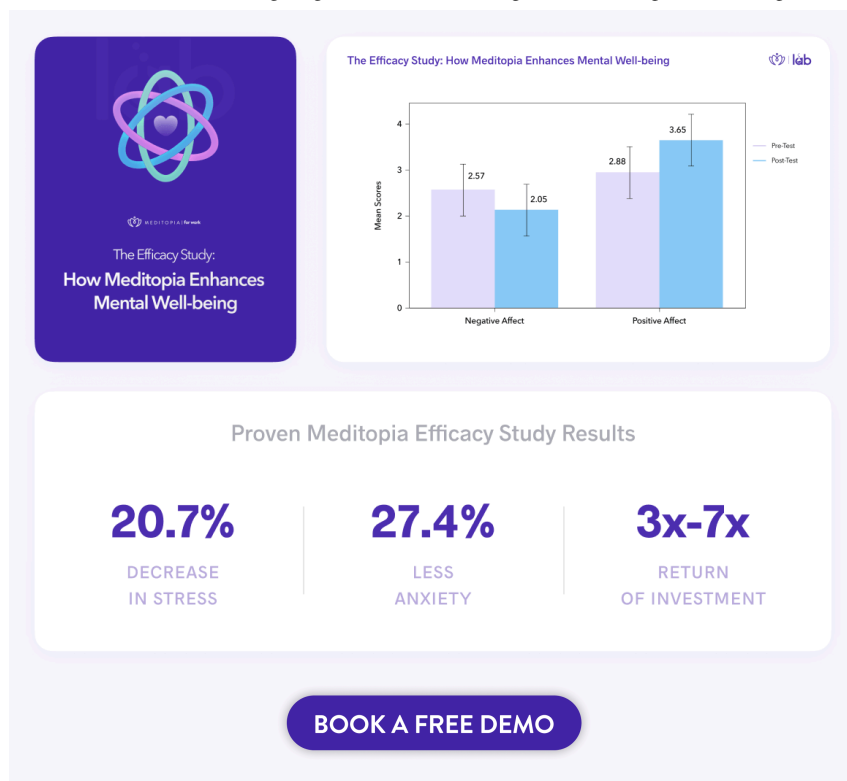 lab
MEDITOPIA | for work
The Efficacy Study:
How Meditopia Enhances
Mental Well-being
The Efficacy Study: How Meditopia Enhances Mental Well-being
lab
4
3
2
1
0
Mean Scores
2.57
2.05
2.88
3.65
Negative Affect
Positive Affect
Pre-Test
Post-Test
Proven Meditopia Efficacy Study Results
20.7%
DECREASE
IN STRESS
27.4%
LESS
ANXIETY
3x-7x
RETURN
OF INVESTMENT
BOOK A FREE DEMO